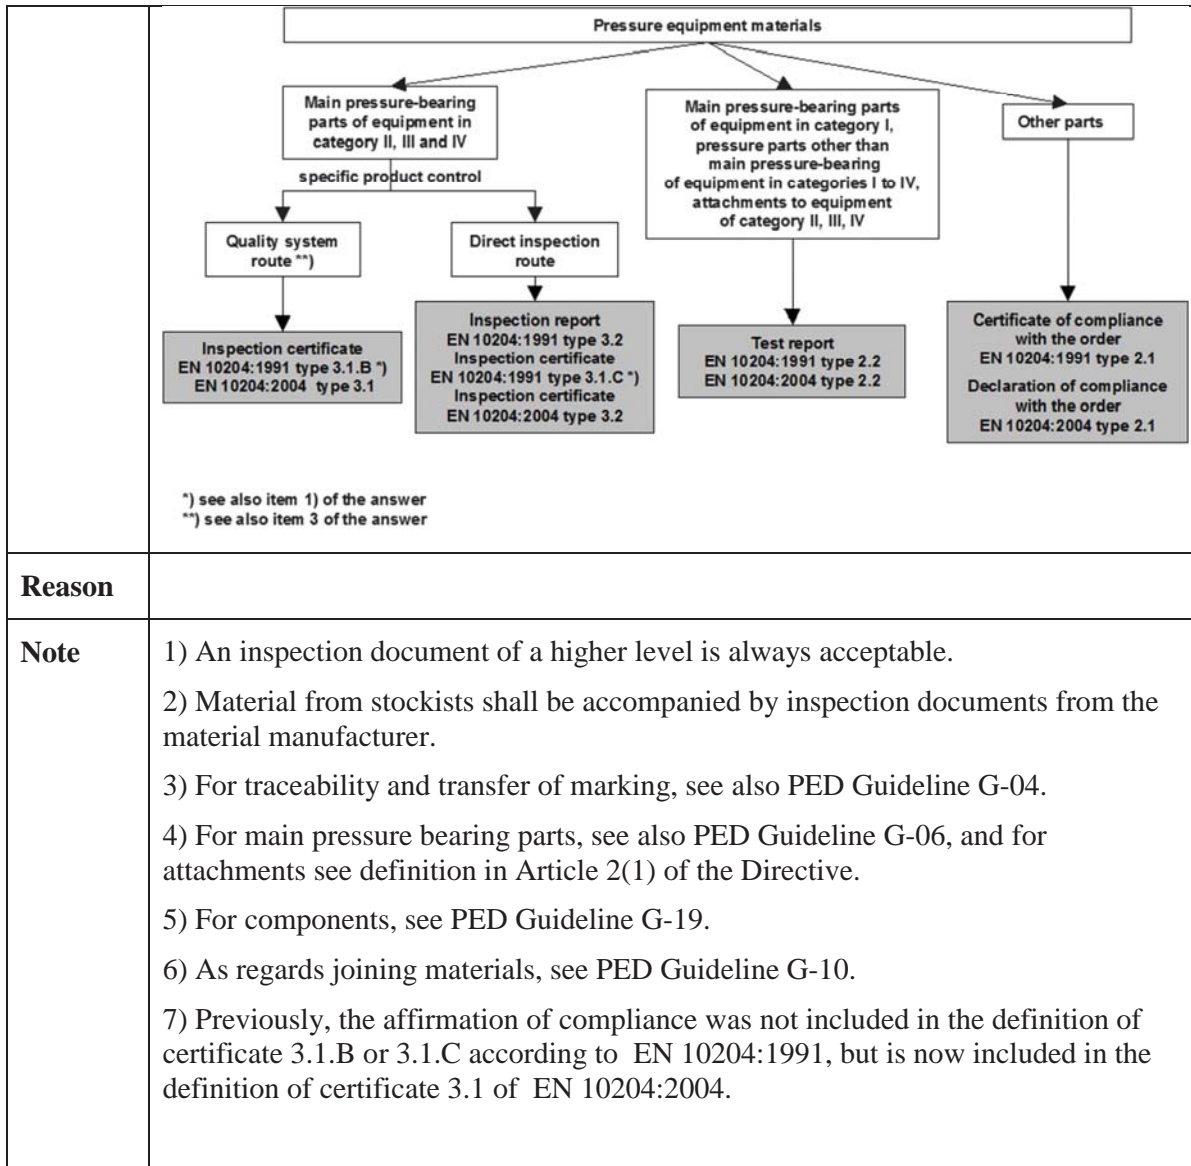 Pressure equipment materials
Main pressure-bearing
parts of equipment in
category II, III and IV
Main pressure-bearing parts
of equipment in category I,
pressure parts other than
main pressure-bearing
of equipment in categories I to IV,
attachments to equipment
of category II, III, IV
Other parts
specific product control
Quality system
route **)
Direct inspection
route
Inspection certificate
EN 10204:1991 type 3.1.B *)
EN 10204:2004 type 3.1
Inspection report
EN 10204:1991 type 3.2
Inspection certificate
EN 10204:1991 type 3.1.C *)
Inspection certificate
EN 10204:2004 type 3.2
Test report
EN 10204:1991 type 2.2
EN 10204:2004 type 2.2
Certificate of compliance
with the order
EN 10204:1991 type 2.1
Declaration of compliance
with the order
EN 10204:2004 type 2.1
*) see also item 1) of the answer
**) see also item 3 of the answer
Reason
Note
1) An inspection document of a higher level is always acceptable.
2) Material from stockists shall be accompanied by inspection documents from the
material manufacturer.
3) For traceability and transfer of marking, see also PED Guideline G-04.
4) For main pressure bearing parts, see also PED Guideline G-06, and for
attachments see definition in Article 2(1) of the Directive.
5) For components, see PED Guideline G-19.
6) As regards joining materials, see PED Guideline G-10.
7) Previously, the affirmation of compliance was not included in the definition of
certificate 3.1.B or 3.1.C according to EN 10204:1991, but is now included in the
definition of certificate 3.1 of EN 10204:2004.